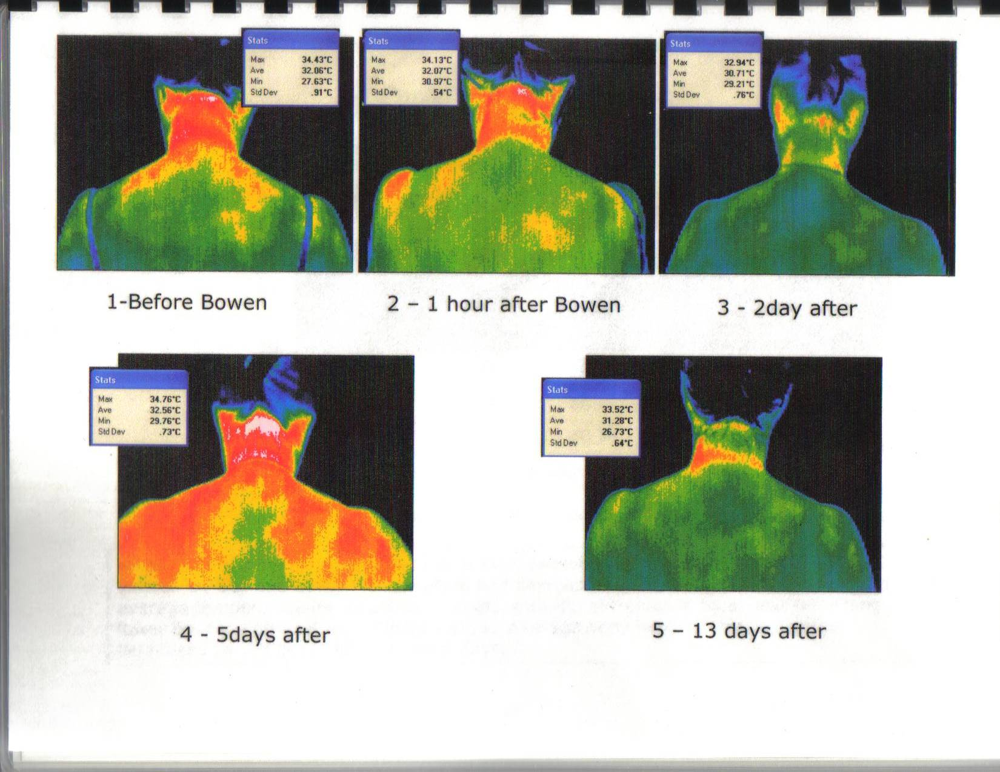 Stats
Max 34.43°C
Ave 32.06°C
Min 27.63°C
Std Dev .91°C
Stats
Max 34.13°C
Ave 32.07°C
Min 30.97°C
Std Dev .54°C
Stats
Max 32.94°C
Ave 30.71°C
Min 29.21°C
Std Dev .76°C
1-Before Bowen
2 – 1 hour after Bowen
3 - 2day after
Stats
Max 34.76°C
Ave 32.56°C
Min 29.76°C
Std Dev .73°C
Stats
Max 33.52°C
Ave 31.28°C
Min 26.73°C
Std Dev .64°C
4 - 5days after
5 – 13 days after